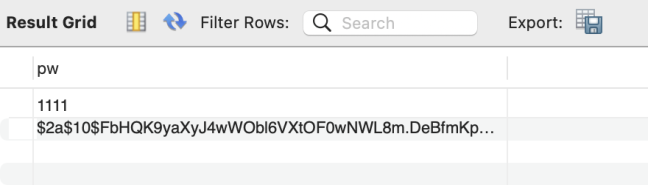 Result Grid Filter Rows: Search Export:
pw
1111
$2a$10$FbHQK9yaXyJ4wWObl6VXtOF0wNWL8m.DeBfmKp...